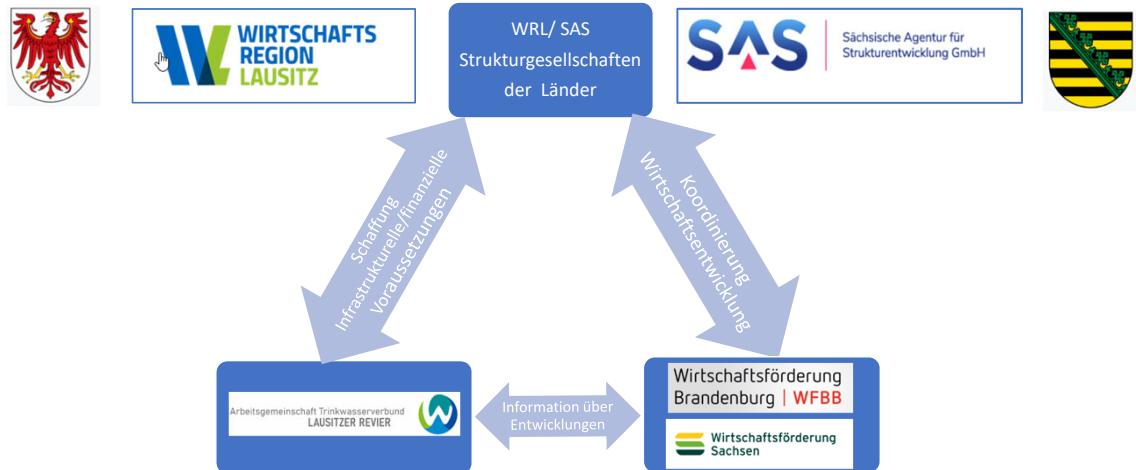 WIRTSCHAFTS
REGION
LAUSITZ
WRL/ SAS
Strukturgesellschaften
der Länder
SAS
Sächsische Agentur für
Strukturentwicklung GmbH
Schaffung
Infrastrukturelle/finanzielle
Voraussetzungen
Koordinierung
Wirtschaftsentwicklung
Arbeitsgemeinschaft Trinkwasserverbund
LAUSITZER REVIER
Information über
Entwicklungen
Wirtschaftsförderung
Brandenburg | WFBB
Wirtschaftsförderung
Sachsen